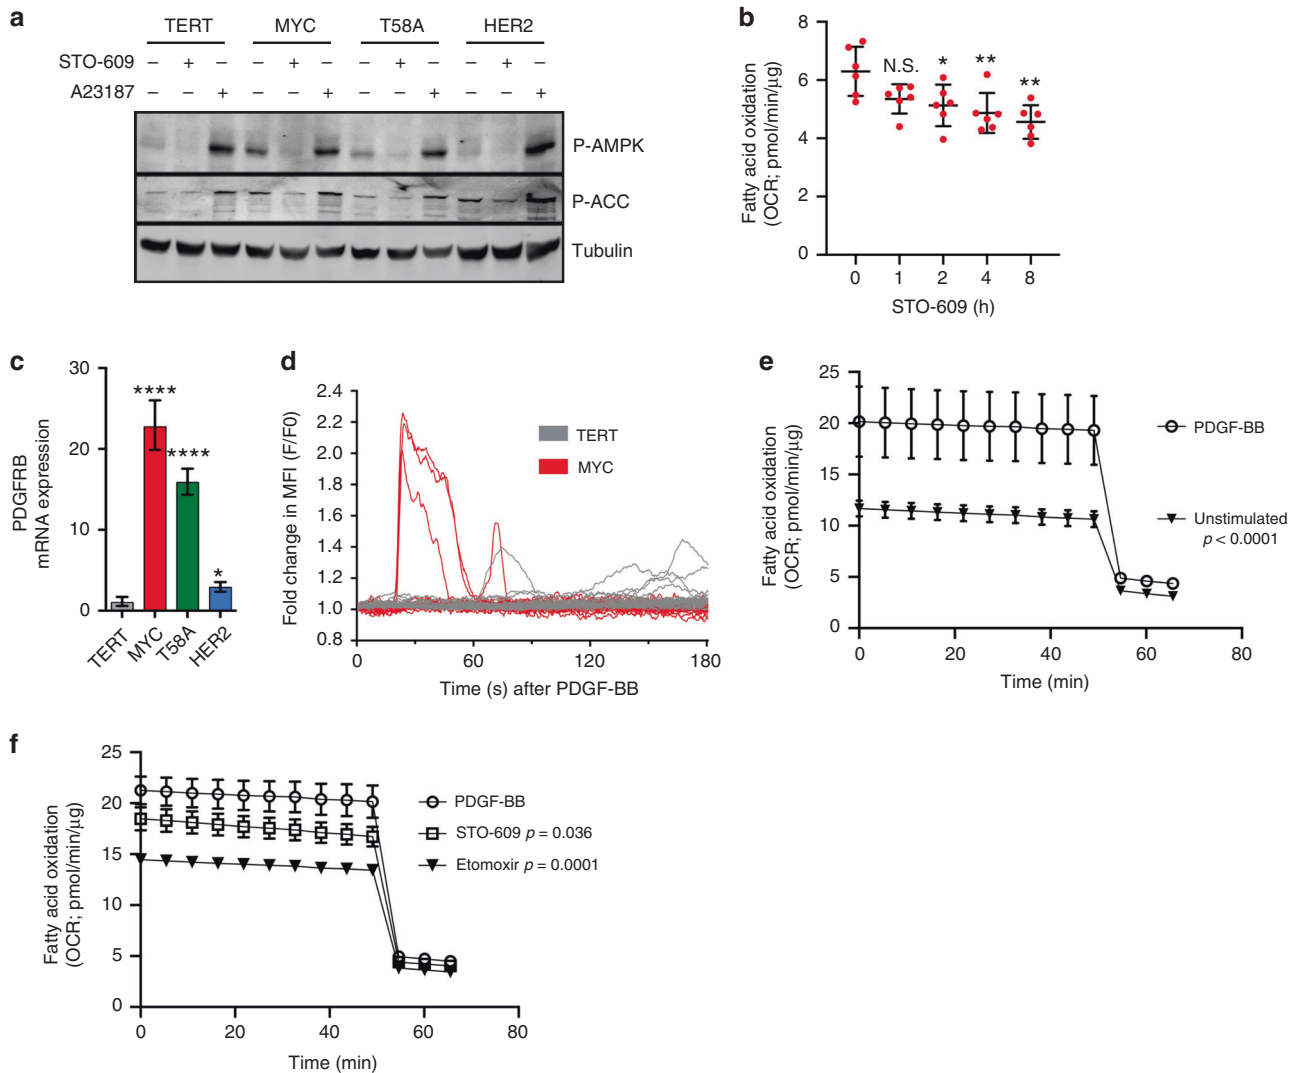 a
TERT MYC T58A HER2
STO-609 – + – – + – – + – – + –
A23187 – – + – – + – – + – – +
P-AMPK
P-ACC
Tubulin
b
Fatty acid oxidation
(OCR; pmol/min/µg)
8
6
4
2
0
N.S. * ** **
0 1 2 4 8
STO-609 (h)
c
PDGFRB
mRNA expression
30
20
10
0
**** **** *
TERT MYC T58A HER2
d
Fold change in MFI (F/F0)
2.4
2.2
2.0
1.8
1.6
1.4
1.2
1.0
0.8
TERT
MYC
0 60 120 180
Time (s) after PDGF-BB
e
Fatty acid oxidation
(OCR; pmol/min/µg)
25
20
15
10
5
0
PDGF-BB
Unstimulated
p < 0.0001
0 20 40 60 80
Time (min)
f
Fatty acid oxidation
(OCR; pmol/min/µg)
25
20
15
10
5
0
PDGF-BB
STO-609 p = 0.036
Etomoxir p = 0.0001
0 20 40 60 80
Time (min)